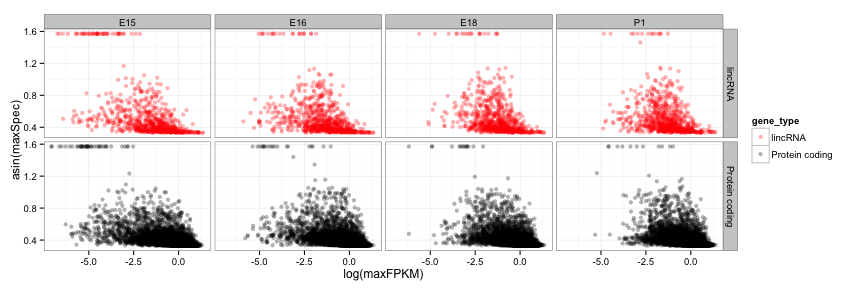 E15 E16 E18 P1
1.6
1.2
0.8
0.4
lincRNA
1.6
1.2
0.8
0.4
Protein coding
asin(maxSpec)
-5.0 -2.5 0.0 -5.0 -2.5 0.0 -5.0 -2.5 0.0 -5.0 -2.5 0.0
log(maxFPKM)
gene_type
lincRNA
Protein coding